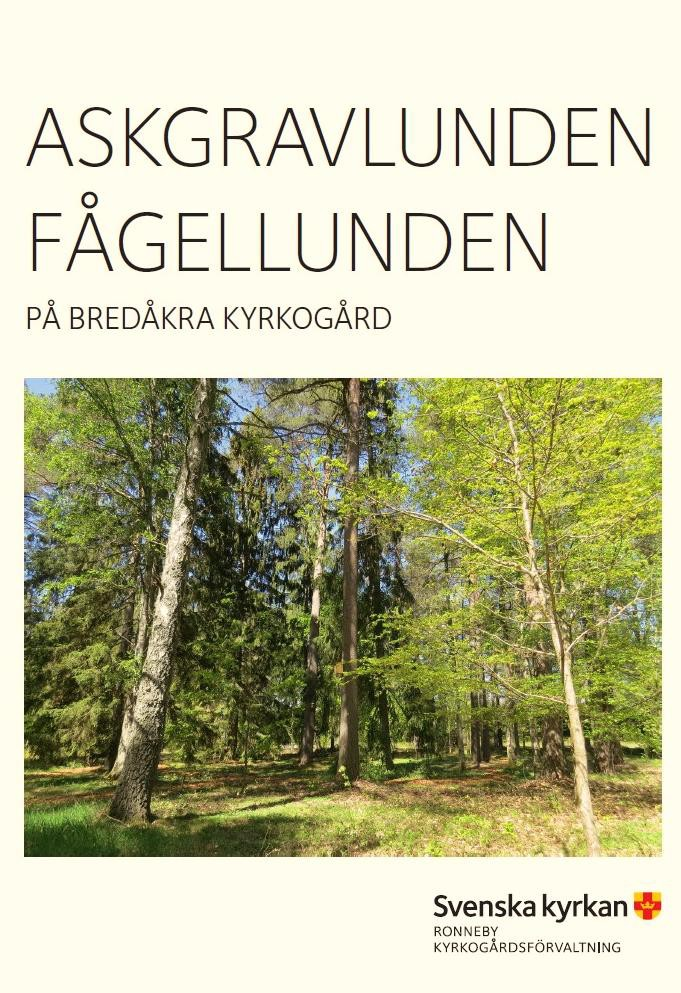 ASKGRAVLUNDEN
FÅGELLUNDEN
PÅ BREDÅKRA KYRKOGÅRD
Svenska kyrkan
RONNEBY
KYRKOGÅRDSFÖRVALTNING